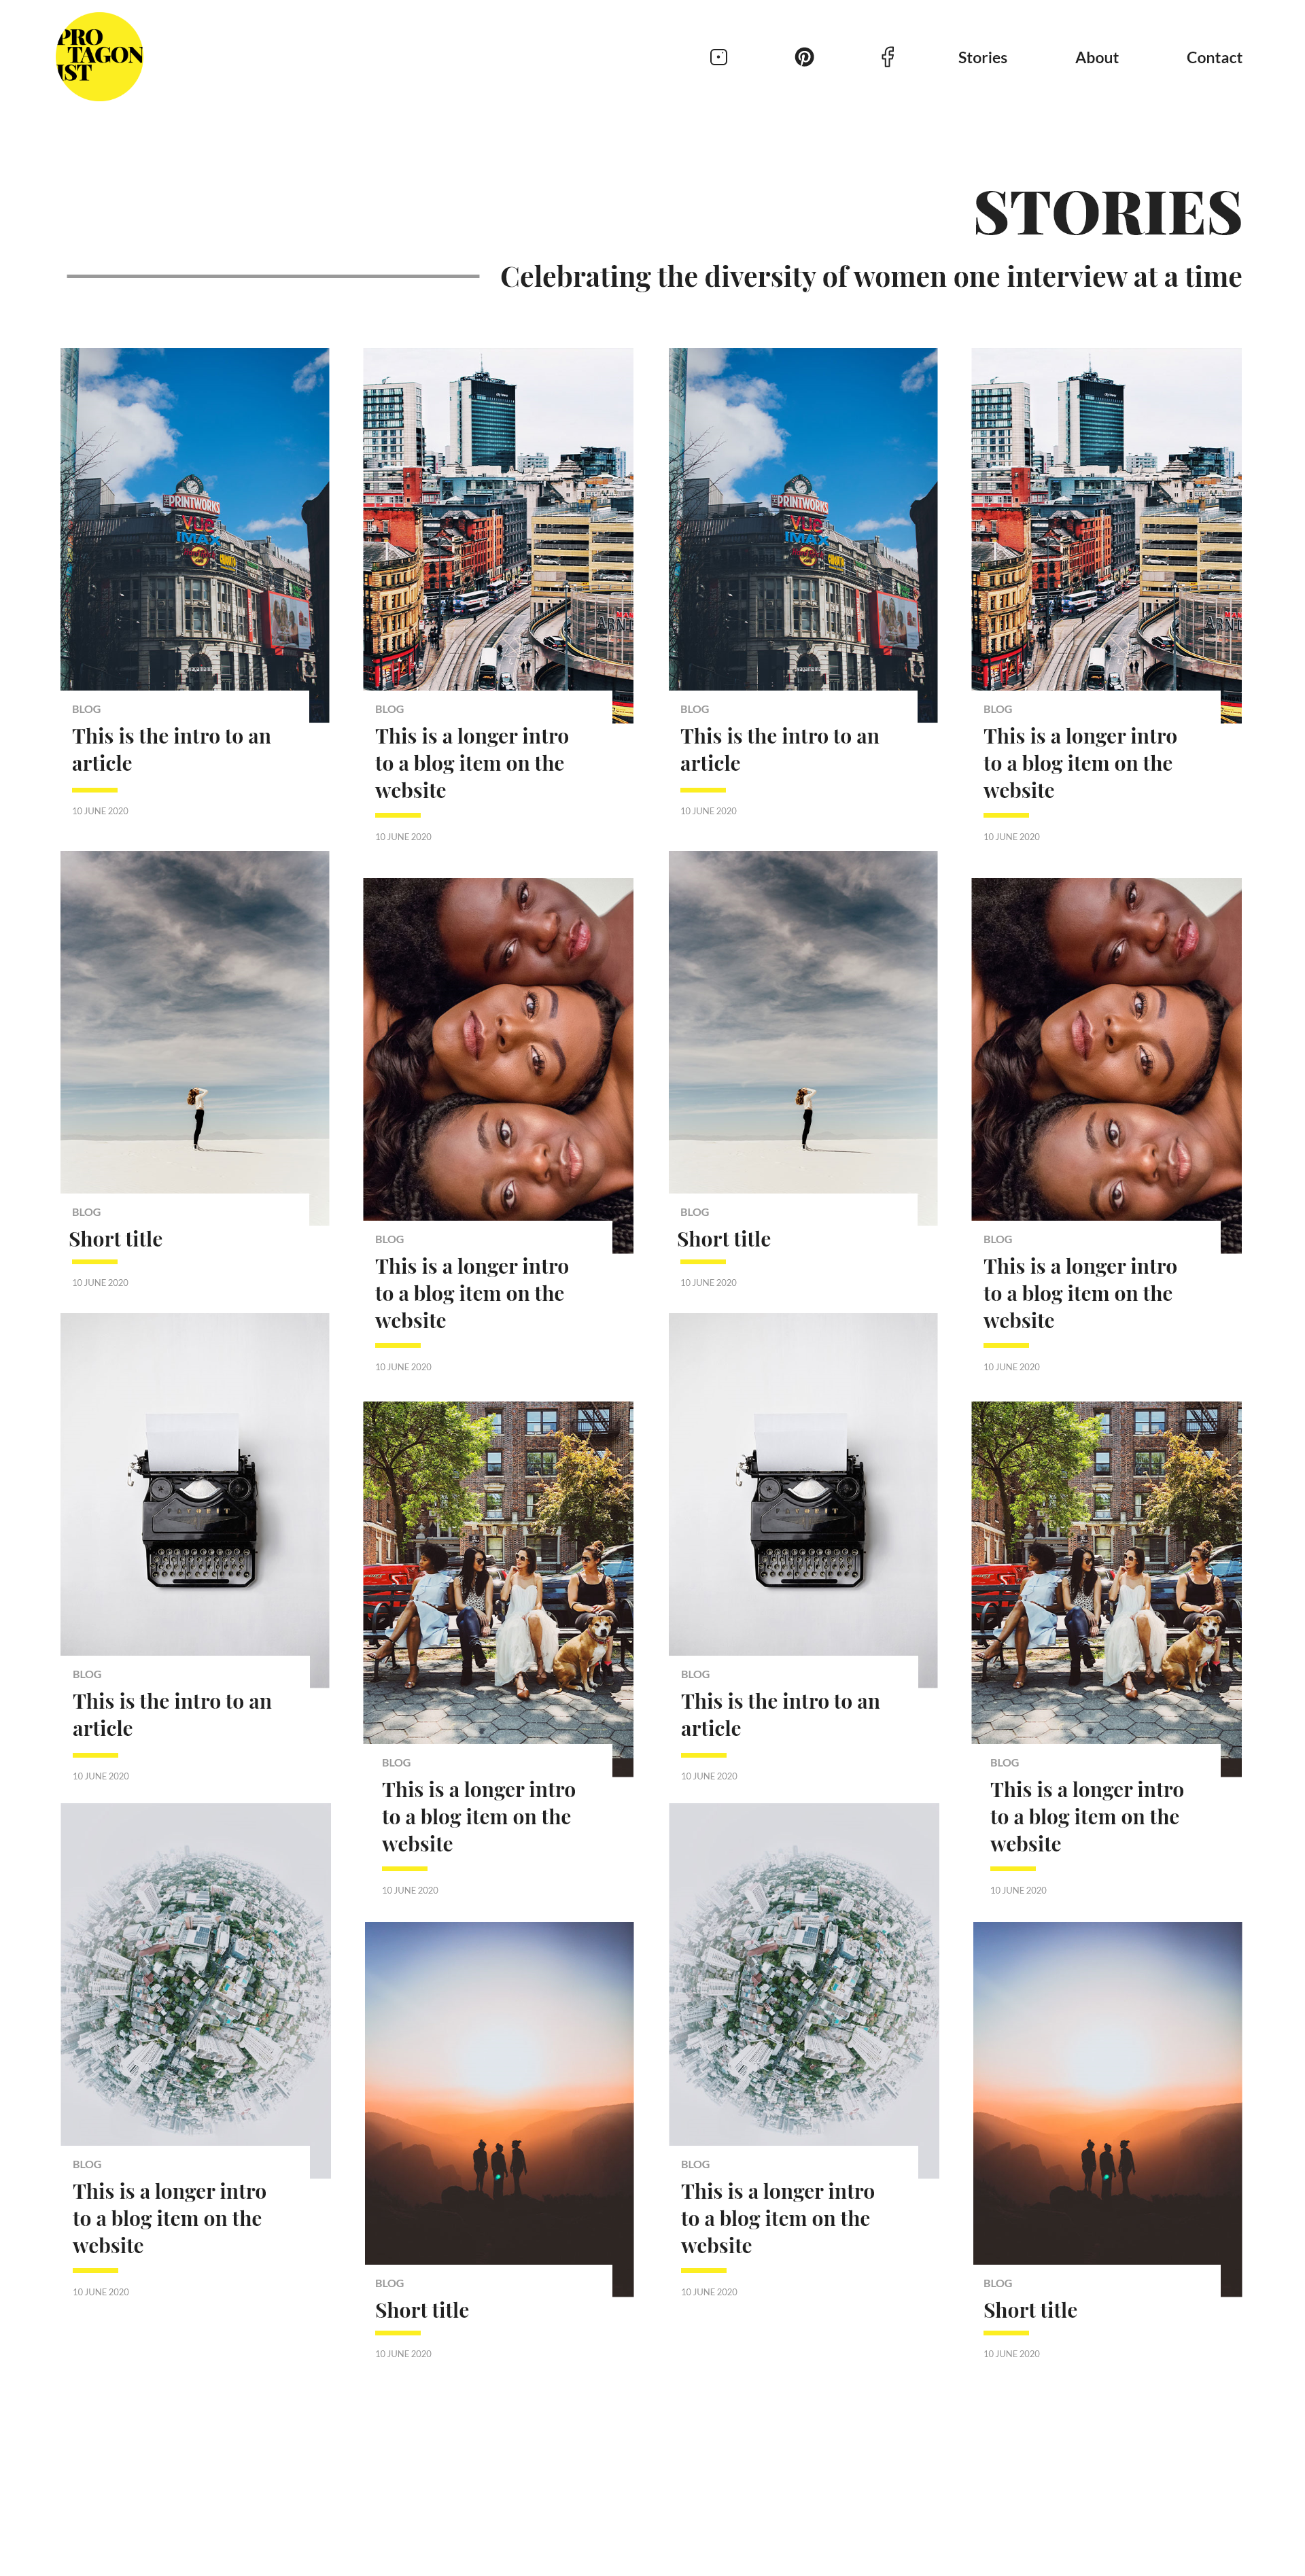 PRO
TAGON
IST
Stories
About
Contact
STORIES
Celebrating the diversity of women one interview at a time
THE PRINTWORKS
VUE
IMAX
BLOG
This is the intro to an
article
10 JUNE 2020
BLOG
This is a longer intro
to a blog item on the
website
10 JUNE 2020
THE PRINTWORKS
VUE
IMAX
BLOG
This is the intro to an
article
10 JUNE 2020
BLOG
This is a longer intro
to a blog item on the
website
10 JUNE 2020
BLOG
Short title
10 JUNE 2020
BLOG
This is a longer intro
to a blog item on the
website
10 JUNE 2020
BLOG
Short title
10 JUNE 2020
BLOG
This is a longer intro
to a blog item on the
website
10 JUNE 2020
BLOG
This is the intro to an
article
10 JUNE 2020
BLOG
This is a longer intro
to a blog item on the
website
10 JUNE 2020
BLOG
This is the intro to an
article
10 JUNE 2020
BLOG
This is a longer intro
to a blog item on the
website
10 JUNE 2020
BLOG
This is a longer intro
to a blog item on the
website
10 JUNE 2020
BLOG
Short title
10 JUNE 2020
BLOG
This is a longer intro
to a blog item on the
website
10 JUNE 2020
BLOG
Short title
10 JUNE 2020